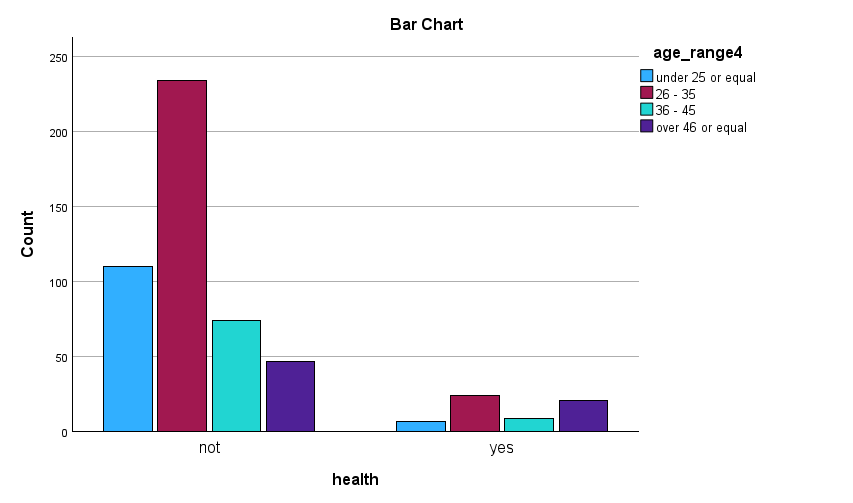 Bar Chart
age_range4
under 25 or equal
26 - 35
36 - 45
over 46 or equal
250
200
150
100
50
0
Count
not
yes
health